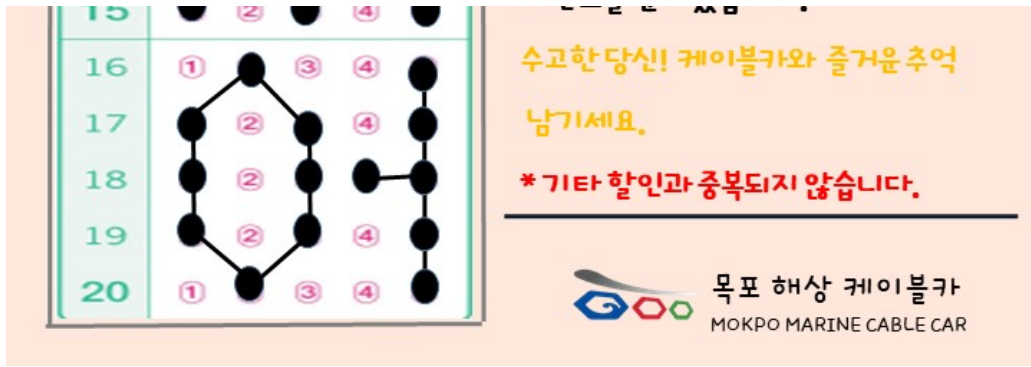 15 ②
16 ① ③ ④
17 ② ④
18 ②
19 ② ④
20 ① ③ ④
수고한 당신! 케이블카와 즐거운 추억
남기세요.
*기타 할인과 중복되지 않습니다.
목포 해상 케이블카
MOKPO MARINE CABLE CAR